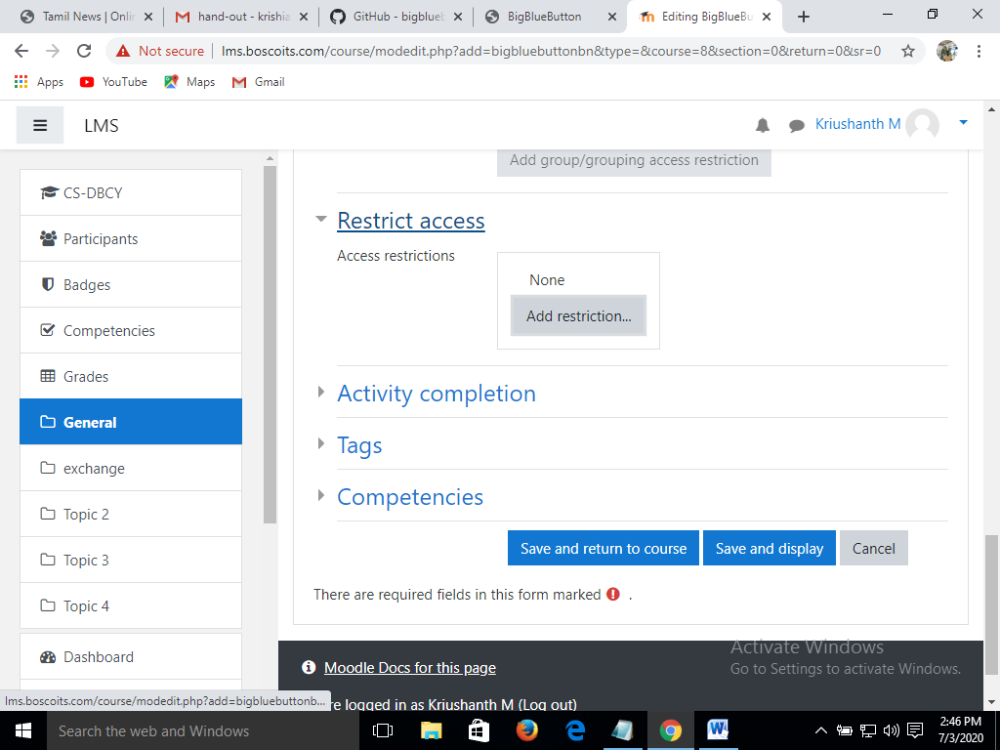 Tamil News | Onlin
hand-out - krishia
GitHub - bigblueb
BigBlueButton
Editing BigBlueBu
Not secure
lms.boscoits.com/course/modedit.php?add=bigbluebuttonbn&type=&course=8&section=0&return=0&sr=0
Apps
YouTube
Maps
Gmail
LMS
Kriushanth M
CS-DBCY
Participants
Badges
Competencies
Grades
General
exchange
Topic 2
Topic 3
Topic 4
Dashboard
Add group/grouping access restriction
Restrict access
Access restrictions
None
Add restriction...
Activity completion
Tags
Competencies
Save and return to course
Save and display
Cancel
There are required fields in this form marked .
Moodle Docs for this page
re logged in as Kriushanth M (Log out)
Activate Windows
Go to Settings to activate Windows.
lms.boscoits.com/course/modedit.php?add=bigbluebuttonb...
Search the web and Windows
2:46 PM
7/3/2020